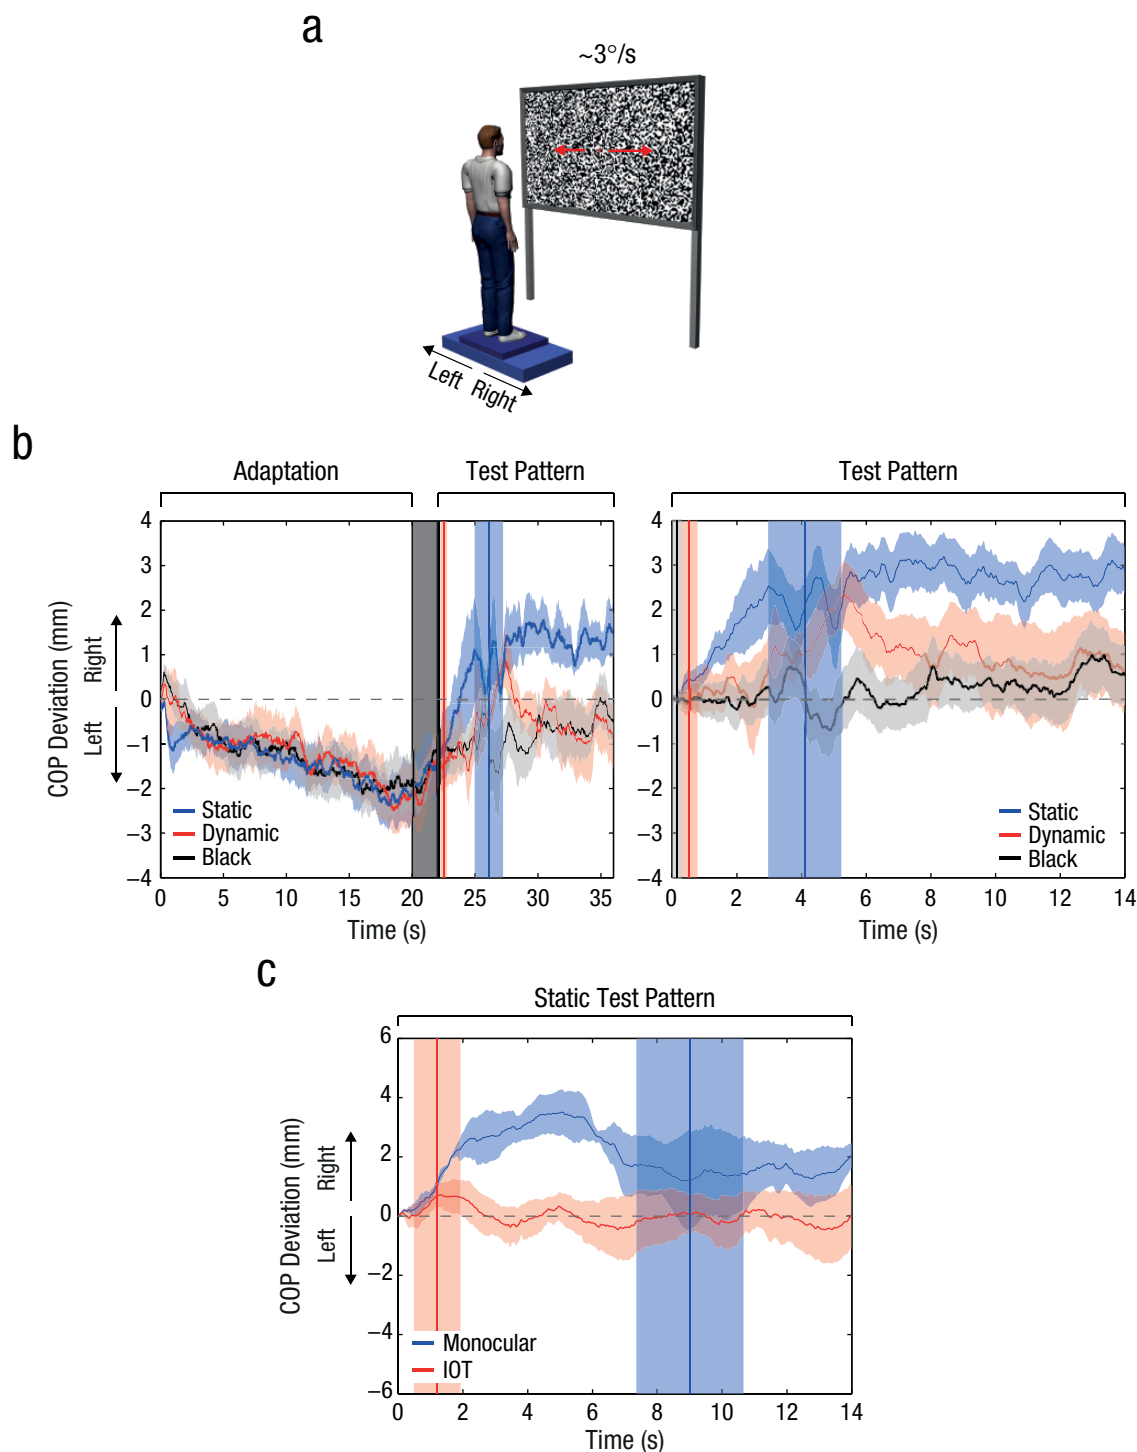 a
~3°/s
Left Right
b
Adaptation
Test Pattern
Test Pattern
COP Deviation (mm)
Left
Right
4
3
2
1
0
−1
−2
−3
−4
Static
Dynamic
Black
0
5
10
15
20
25
30
35
Time (s)
4
3
2
1
0
−1
−2
−3
−4
Static
Dynamic
Black
0
2
4
6
8
10
12
14
Time (s)
c
Static Test Pattern
COP Deviation (mm)
Left
Right
6
4
2
0
−2
−4
−6
Monocular
IOT
0
2
4
6
8
10
12
14
Time (s)